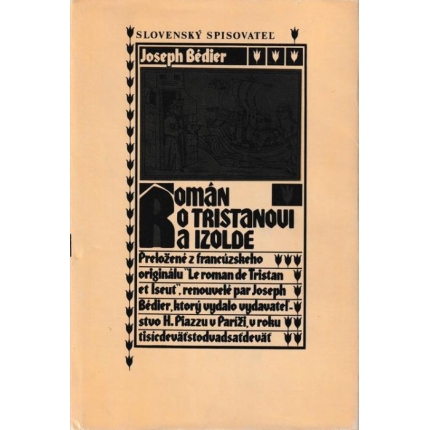 SLOVENSKÝ SPISOVATEĽ
Joseph Bédier
Román
o Tristanovi
a Izolde
Preložené z francúzskeho
originálu "Le roman de Tristan
et Iseut", renouvelé par Joseph
Bédier, ktorý vydalo vydavateľ-
stvo H. Piazzu v Paríži, v roku
tisícdeväťstodvadsaťdeväť